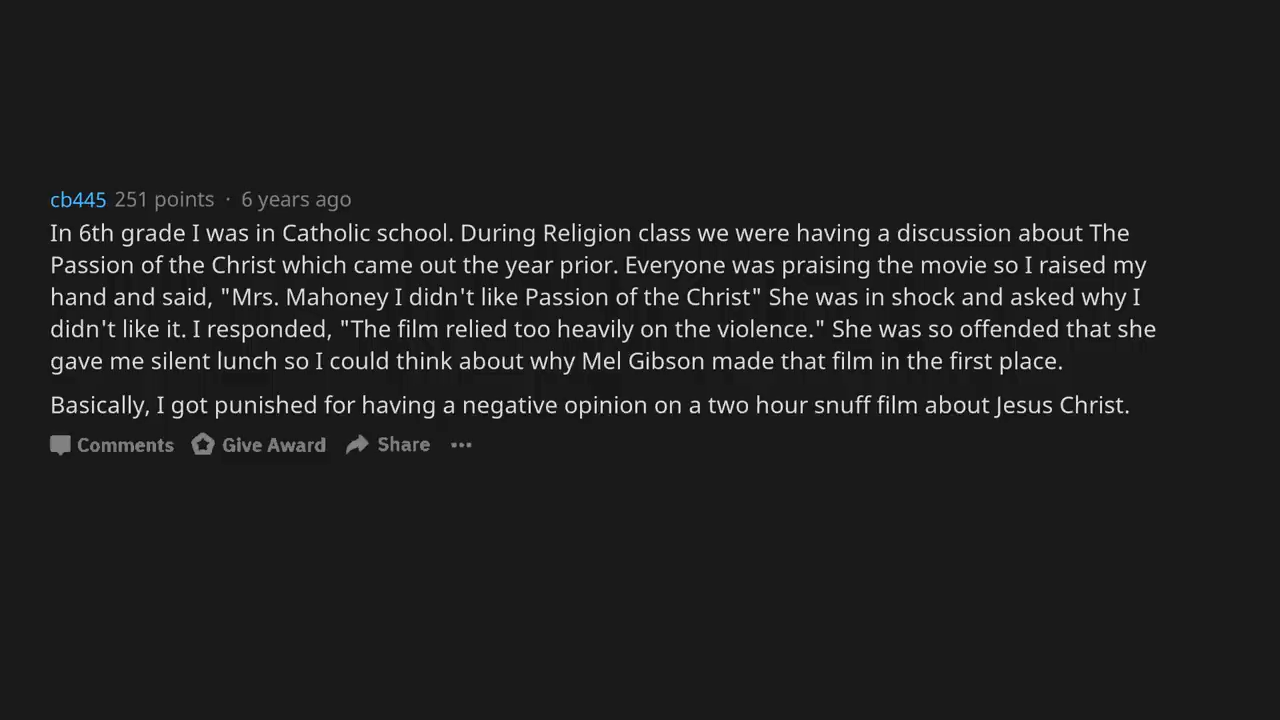 cb445 251 points · 6 years ago
In 6th grade I was in Catholic school. During Religion class we were having a discussion about The
Passion of the Christ which came out the year prior. Everyone was praising the movie so I raised my
hand and said, "Mrs. Mahoney I didn't like Passion of the Christ" She was in shock and asked why I
didn't like it. I responded, "The film relied too heavily on the violence." She was so offended that she
gave me silent lunch so I could think about why Mel Gibson made that film in the first place.
Basically, I got punished for having a negative opinion on a two hour snuff film about Jesus Christ.
Comments Give Award Share ···